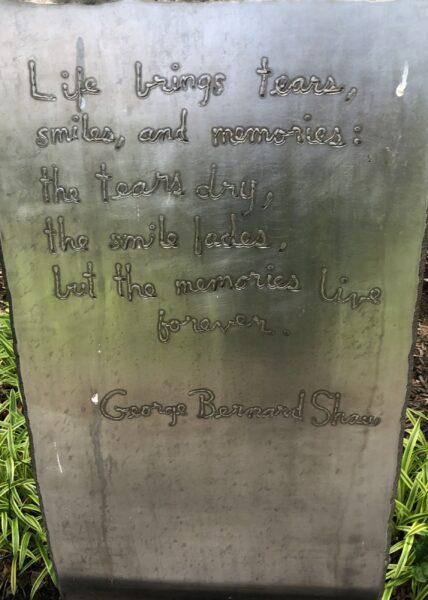 Life brings tears,
smiles, and memories:
the tears dry,
the smile fades,
but the memories live
forever.
George Bernard Shaw